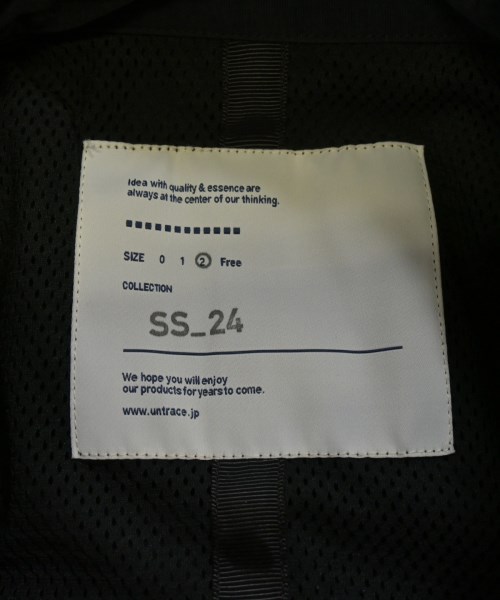 Idea with quality & essence are
always at the center of our thinking.
SIZE 0 1 2 Free
COLLECTION
SS_24
We hope you will enjoy
our products for years to come.
www.untrace.jp